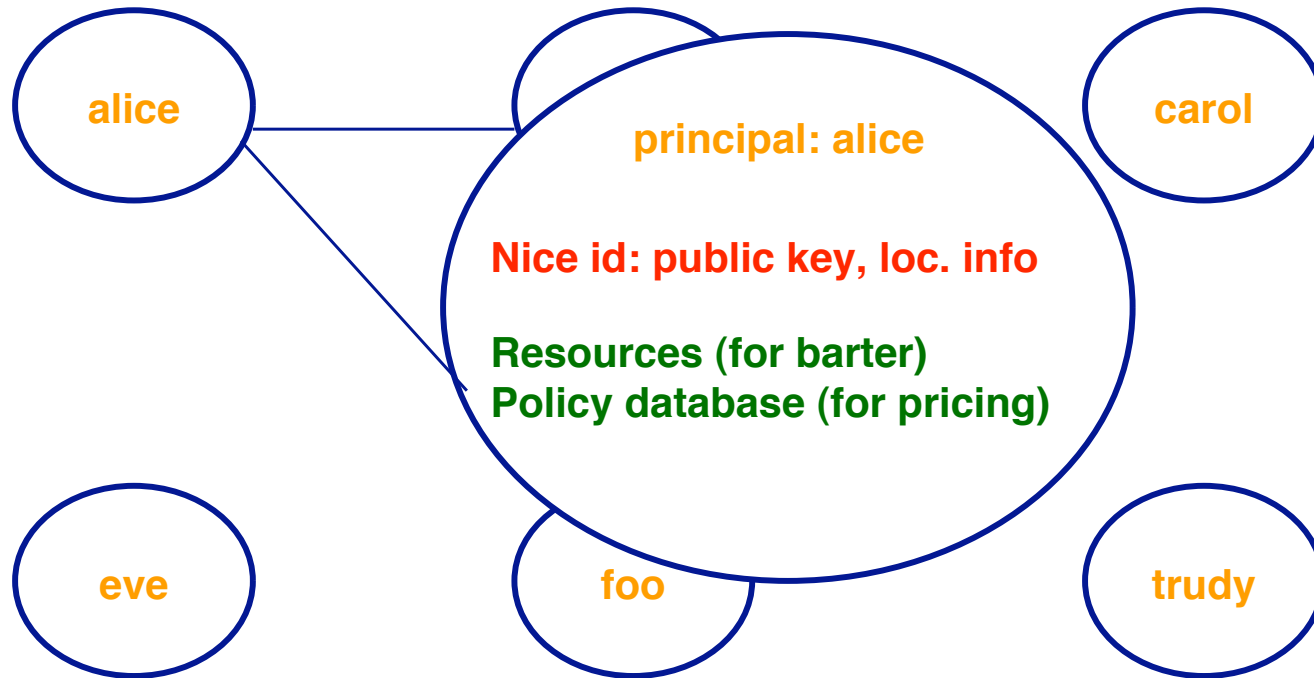 alice
carol
principal: alice
Nice id: public key, loc. info
Resources (for barter)
Policy database (for pricing)
eve
foo
trudy